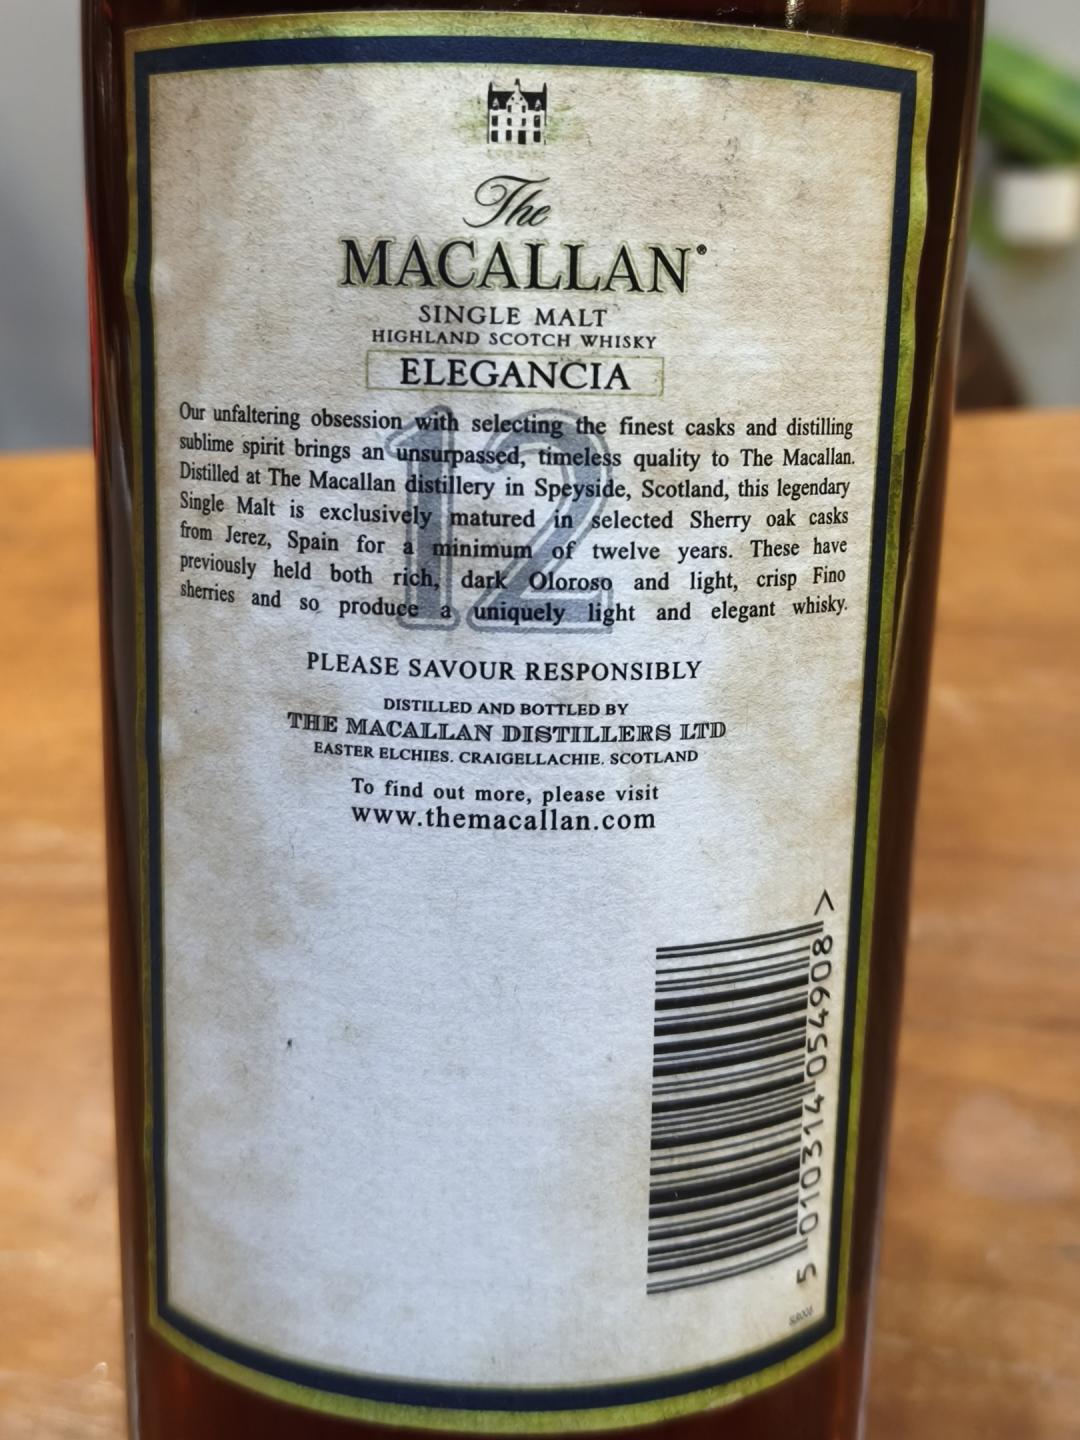 The
MACALLAN®
SINGLE MALT
HIGHLAND SCOTCH WHISKY
ELEGANCIA
12
Our unfaltering obsession with selecting the finest casks and distilling
sublime spirit brings an unsurpassed, timeless quality to The Macallan.
Distilled at The Macallan distillery in Speyside, Scotland, this legendary
Single Malt is exclusively matured in selected Sherry oak casks
from Jerez, Spain for a minimum of twelve years. These have
previously held both rich, dark Oloroso and light, crisp Fino
sherries and so produce a uniquely light and elegant whisky.
PLEASE SAVOUR RESPONSIBLY
DISTILLED AND BOTTLED BY
THE MACALLAN DISTILLERS LTD
EASTER ELCHIES. CRAIGELLACHIE. SCOTLAND
To find out more, please visit
www.themacallan.com
5 010314 054908 >